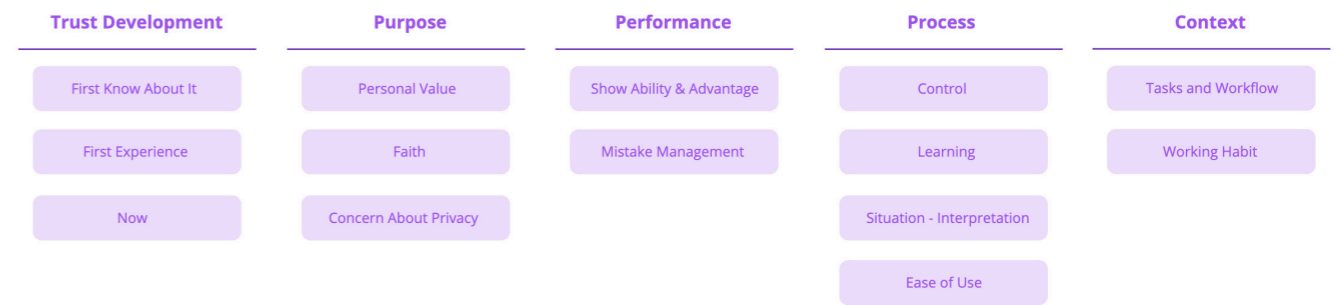 Trust Development
First Know About It
First Experience
Now
Purpose
Personal Value
Faith
Concern About Privacy
Performance
Show Ability & Advantage
Mistake Management
Process
Control
Learning
Situation - Interpretation
Ease of Use
Context
Tasks and Workflow
Working Habit